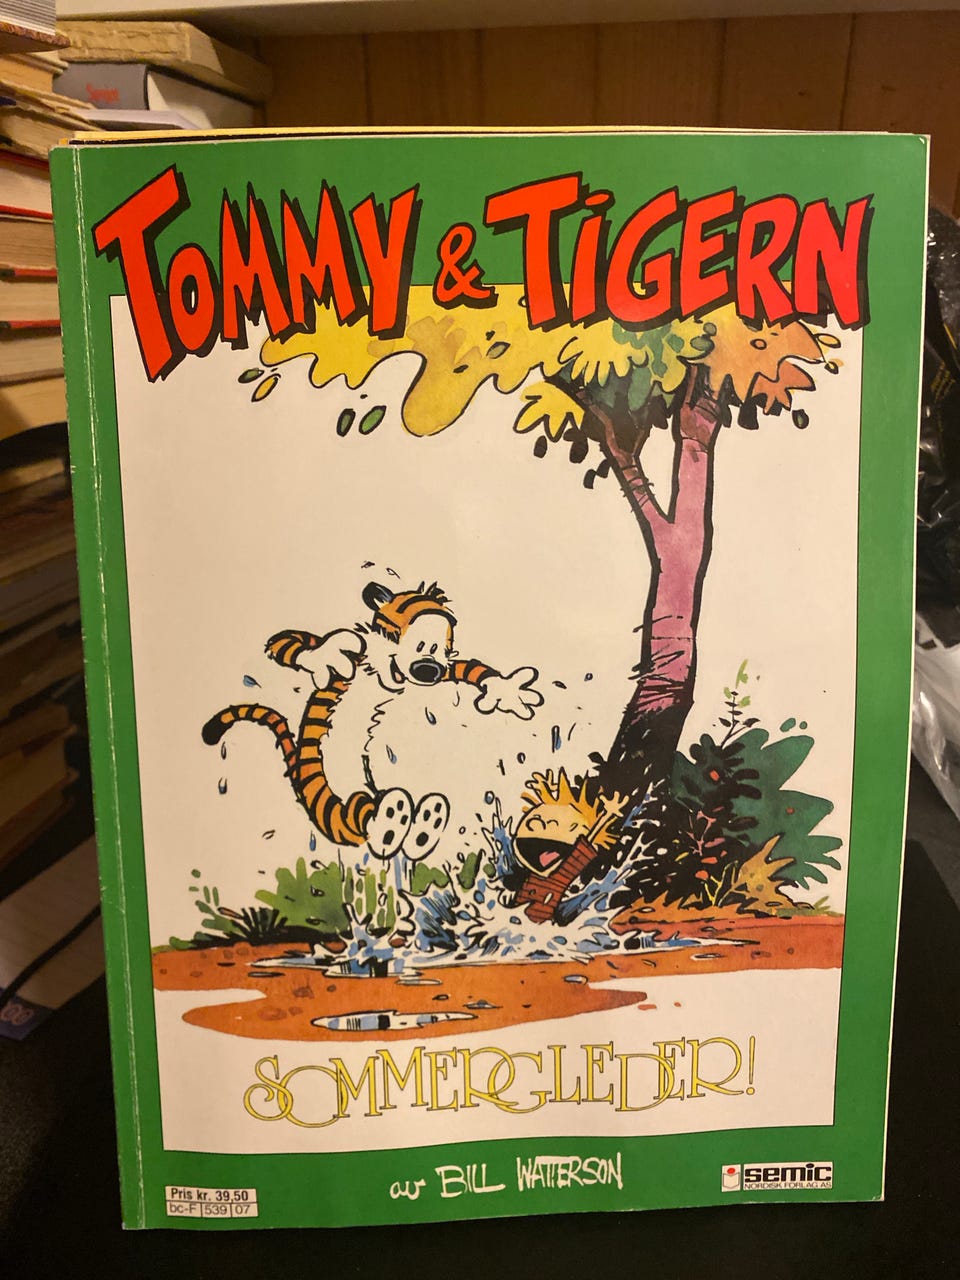 TOMMY & TIGERN
SOMMERGLEDER!
av BILL WATTERSON
Pris kr. 39,50
bc-F 539 07
semic
NORDISK FORLAG AS